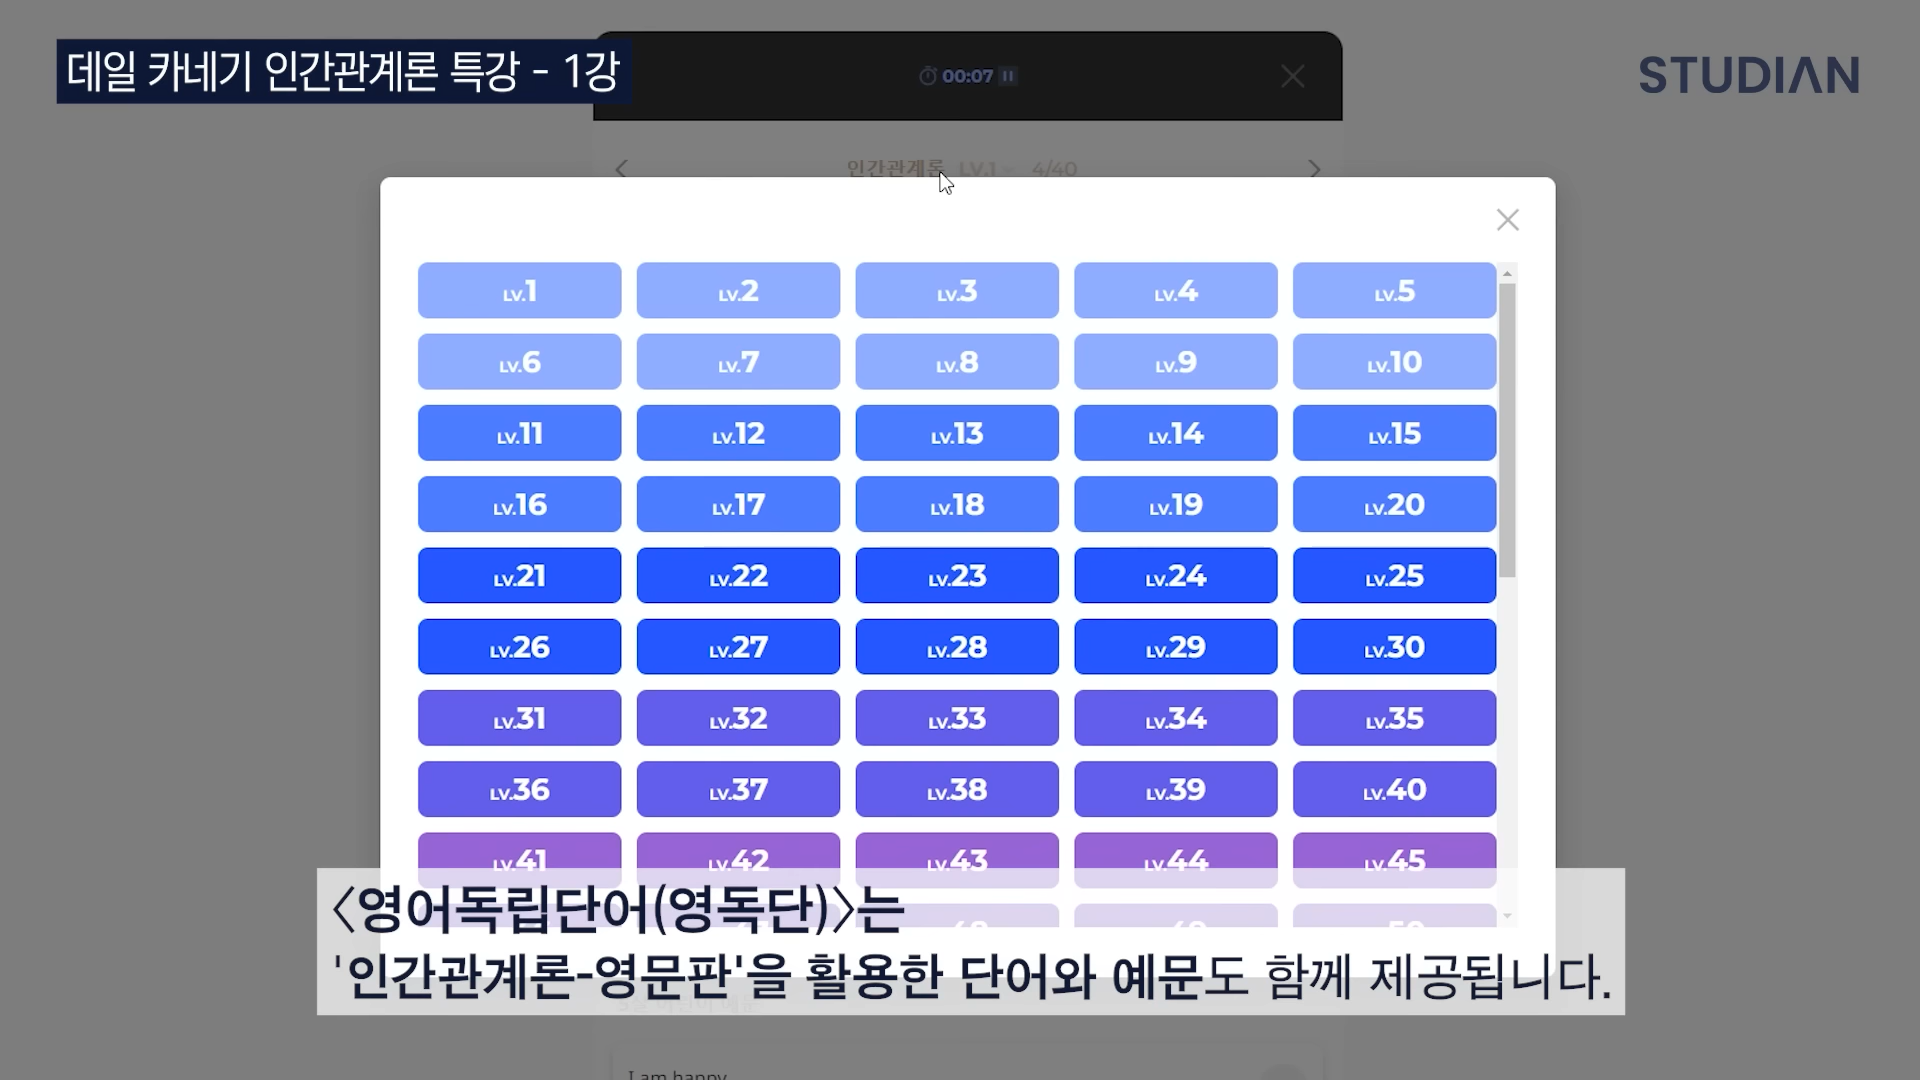 데일 카네기 인간관계론 특강 - 1강
00:07
STUDIAN
인간관계론 LV.1 4/40
LV.1 LV.2 LV.3 LV.4 LV.5
LV.6 LV.7 LV.8 LV.9 LV.10
LV.11 LV.12 LV.13 LV.14 LV.15
LV.16 LV.17 LV.18 LV.19 LV.20
LV.21 LV.22 LV.23 LV.24 LV.25
LV.26 LV.27 LV.28 LV.29 LV.30
LV.31 LV.32 LV.33 LV.34 LV.35
LV.36 LV.37 LV.38 LV.39 LV.40
LV.41 LV.42 LV.43 LV.44 LV.45
〈영어독립단어(영독단)〉는
'인간관계론-영문판'을 활용한 단어와 예문도 함께 제공됩니다.
I am happy